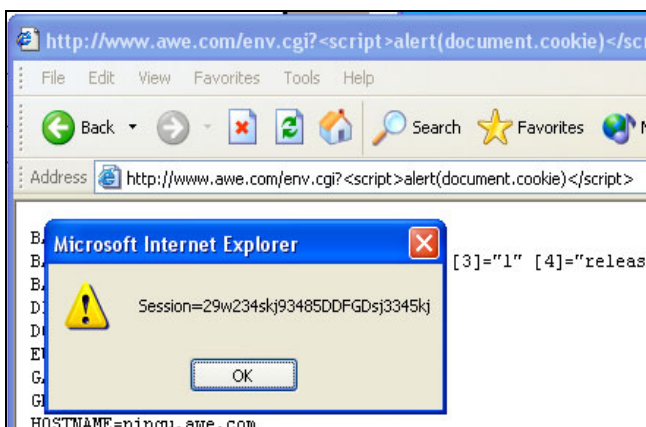 http://www.awe.com/env.cgi?<script>alert(document.cookie)</scr
File Edit View Favorites Tools Help
Back Search Favorites
Address http://www.awe.com/env.cgi?<script>alert(document.cookie)</script>
Microsoft Internet Explorer
[3]="1" [4]="releas
Session=29w234skj93485DDFGDsj3345kj
OK
HOSTNAME=pingu.awe.com